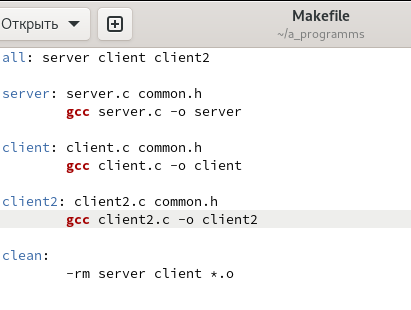 Открыть
Makefile
~/a_programms
all: server client client2
server: server.c common.h
gcc server.c -o server
client: client.c common.h
gcc client.c -o client
client2: client2.c common.h
gcc client2.c -o client2
clean:
-rm server client *.o